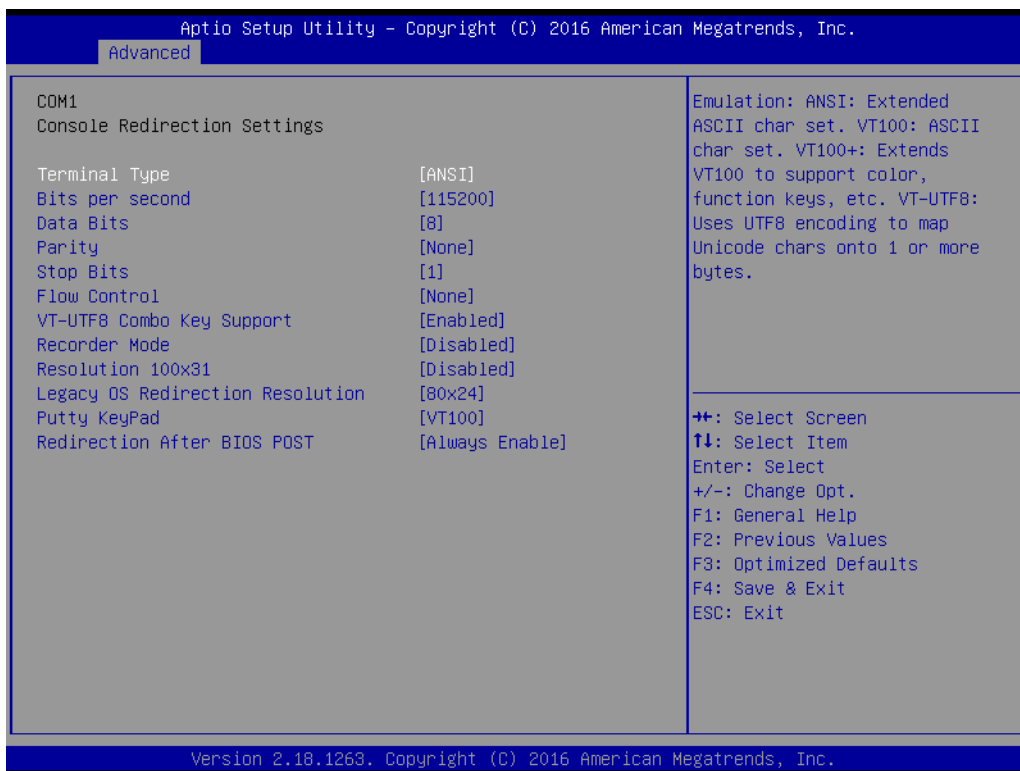 Aptio Setup Utility – Copyright (C) 2016 American Megatrends, Inc.
Advanced
COM1
Console Redirection Settings
Terminal Type [ANSI]
Bits per second [115200]
Data Bits [8]
Parity [None]
Stop Bits [1]
Flow Control [None]
VT-UTF8 Combo Key Support [Enabled]
Recorder Mode [Disabled]
Resolution 100x31 [Disabled]
Legacy OS Redirection Resolution [80x24]
Putty KeyPad [VT100]
Redirection After BIOS POST [Always Enable]
Emulation: ANSI: Extended
ASCII char set. VT100: ASCII
char set. VT100+: Extends
VT100 to support color,
function keys, etc. VT-UTF8:
Uses UTF8 encoding to map
Unicode chars onto 1 or more
bytes.
→←: Select Screen
↑↓: Select Item
Enter: Select
+/-: Change Opt.
F1: General Help
F2: Previous Values
F3: Optimized Defaults
F4: Save & Exit
ESC: Exit
Version 2.18.1263. Copyright (C) 2016 American Megatrends, Inc.